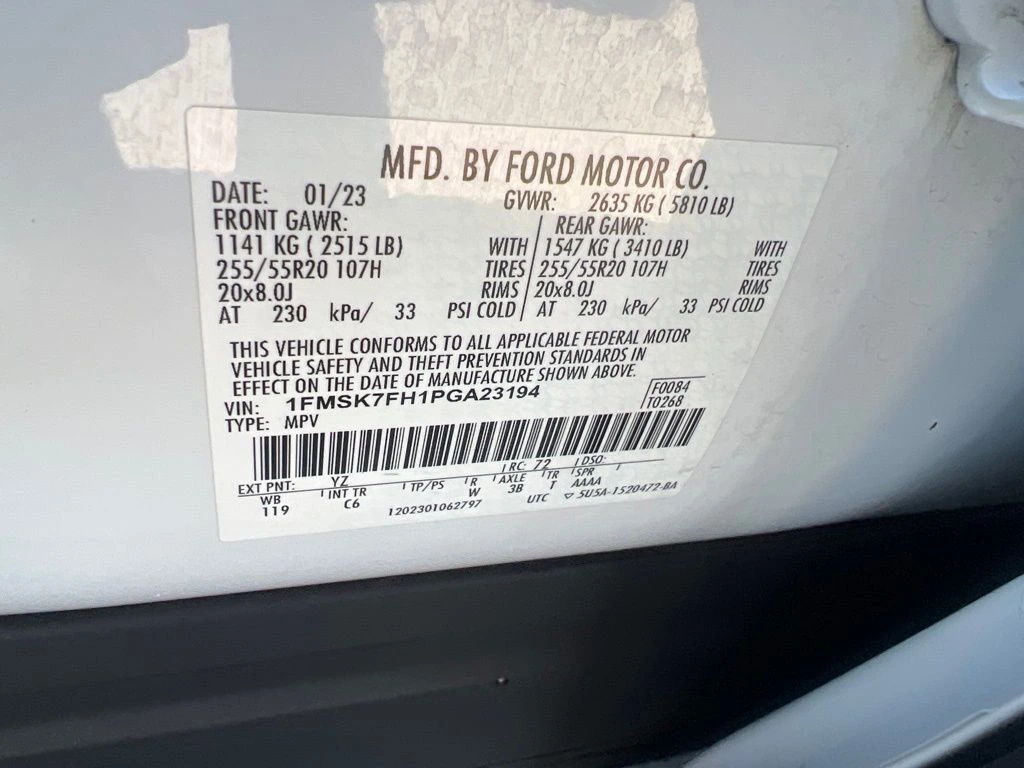 MFD. BY FORD MOTOR CO.
DATE: 01/23 GVWR: 2635 KG ( 5810 LB)
FRONT GAWR: REAR GAWR:
1141 KG ( 2515 LB) WITH 1547 KG ( 3410 LB) WITH
255/55R20 107H TIRES 255/55R20 107H TIRES
20x8.0J RIMS 20x8.0J RIMS
AT 230 kPa/ 33 PSI COLD AT 230 kPa/ 33 PSI COLD
THIS VEHICLE CONFORMS TO ALL APPLICABLE FEDERAL MOTOR
VEHICLE SAFETY AND THEFT PREVENTION STANDARDS IN
EFFECT ON THE DATE OF MANUFACTURE SHOWN ABOVE.
VIN: 1FMSK7FH1PGA23194 F0084
TYPE: MPV T0268
EXT PNT: YZ RC: 72 DSO:
WB INT TR TP/PS R AXLE TR SPR
119 C6 W 3B T AAAA
1202301062797 UTC ▽ 5U5A-1520472-BA